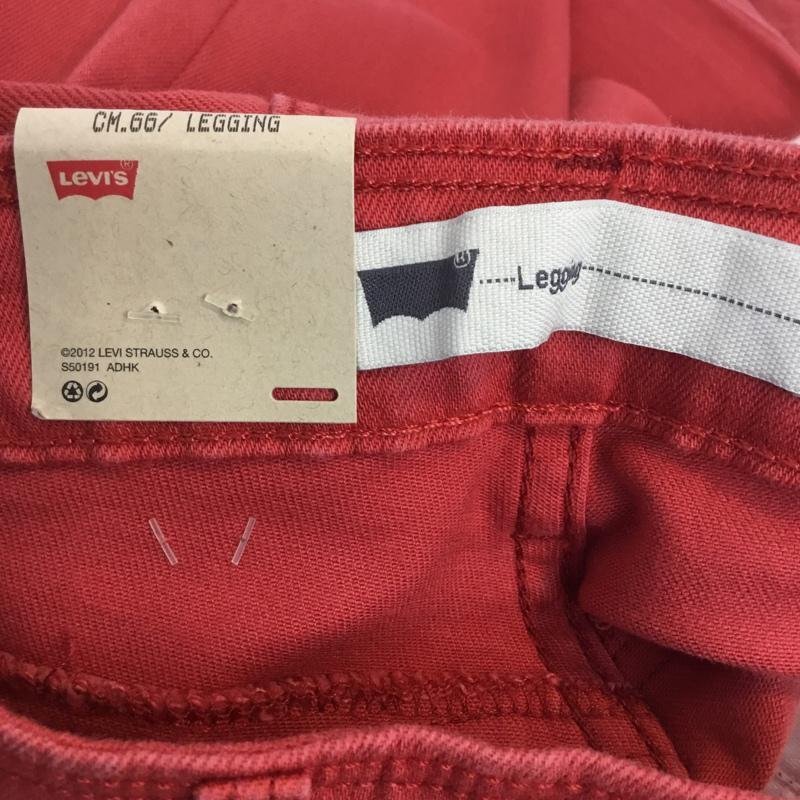 CM.66/ LEGGING
LEVI'S®
©2012 LEVI STRAUSS & CO.
S50191 ADHK
® Legging